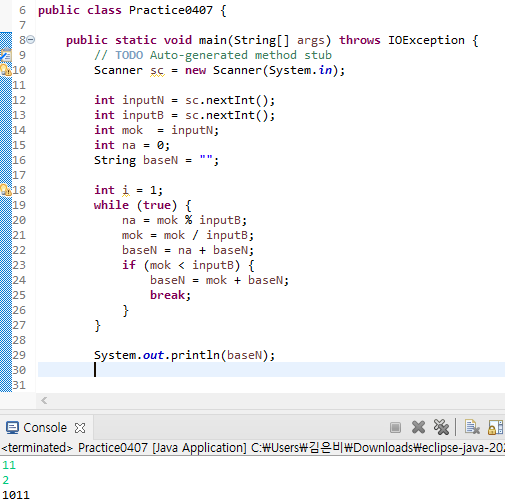 6 public class Practice0407 {
7
8 public static void main(String[] args) throws IOException {
9 // TODO Auto-generated method stub
10 Scanner sc = new Scanner(System.in);
11
12 int inputN = sc.nextInt();
13 int inputB = sc.nextInt();
14 int mok  = inputN;
15 int na = 0;
16 String baseN = "";
17
18 int i = 1;
19 while (true) {
20 na = mok % inputB;
21 mok = mok / inputB;
22 baseN = na + baseN;
23 if (mok < inputB) {
24 baseN = mok + baseN;
25 break;
26 }
27 }
28
29 System.out.println(baseN);
30
31
Console
<terminated> Practice0407 [Java Application] C:₩Users₩김은비₩Downloads₩eclipse-java-202
11
2
1011